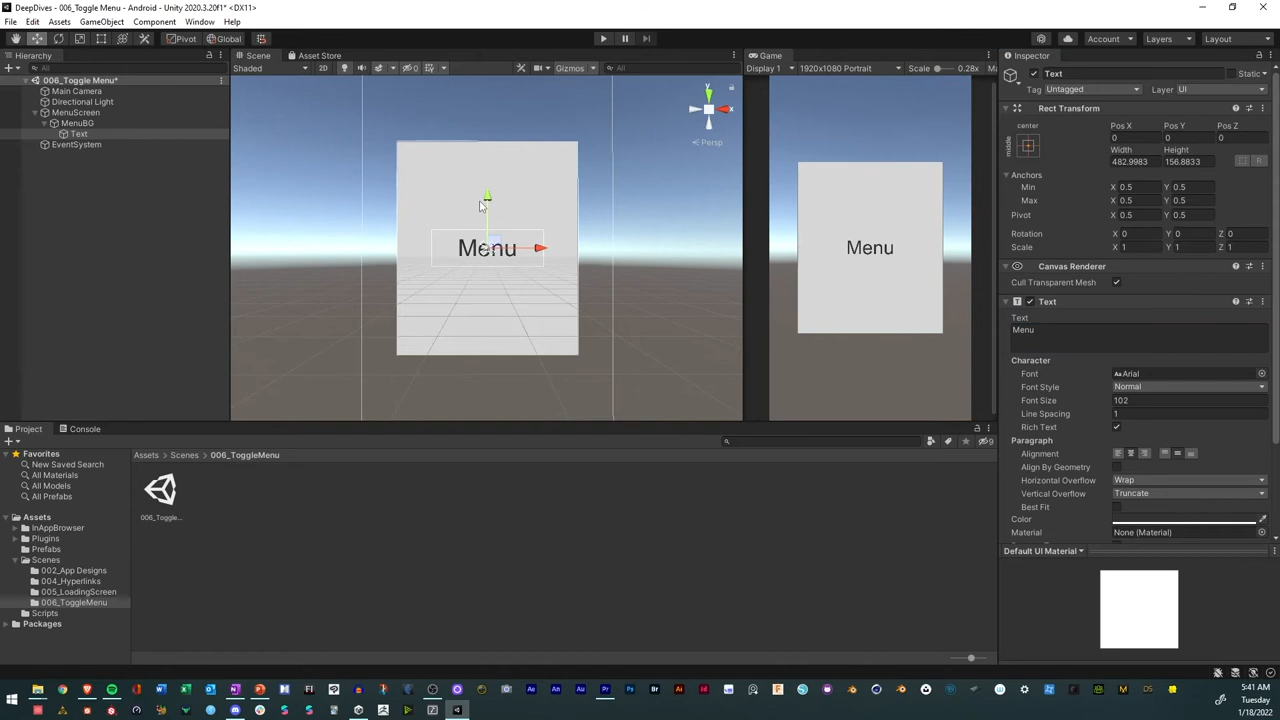 DeepDives - 006_Toggle Menu - Android - Unity 2020.3.20f1* <DX11>
File Edit Assets GameObject Component Window Help
Pivot Global Account Layers Layout
Hierarchy
All
006_Toggle Menu*
Main Camera
Directional Light
MenuScreen
MenuBG
Text
EventSystem
Scene Asset Store
Shaded 2D 0 Gizmos All
y
x
Persp
Menu
Game
Display 1 1920x1080 Portrait Scale 0.28x Ma
Menu
Inspector
Text Static
Tag Untagged Layer UI
Rect Transform
center Pos X Pos Y Pos Z
middle 0 0 0
Width Height
482.9983 156.8833 R
Anchors
Min X 0.5 Y 0.5
Max X 0.5 Y 0.5
Pivot X 0.5 Y 0.5
Rotation X 0 Y 0 Z 0
Scale X 1 Y 1 Z 1
Canvas Renderer
Cull Transparent Mesh
Text
Text
Menu
Character
Font Arial
Font Style Normal
Font Size 102
Line Spacing 1
Rich Text
Paragraph
Alignment
Align By Geometry
Horizontal Overflow Wrap
Vertical Overflow Truncate
Best Fit
Color
Material None (Material)
Default UI Material
Project Console
9
Favorites
New Saved Search
All Materials
All Models
All Prefabs
Assets
InAppBrowser
Plugins
Prefabs
Scenes
002_App Designs
004_Hyperlinks
005_LoadingScreen
006_ToggleMenu
Scripts
Packages
Assets Scenes 006_ToggleMenu
006_Toggle...
5:41 AM
Tuesday
1/18/2022